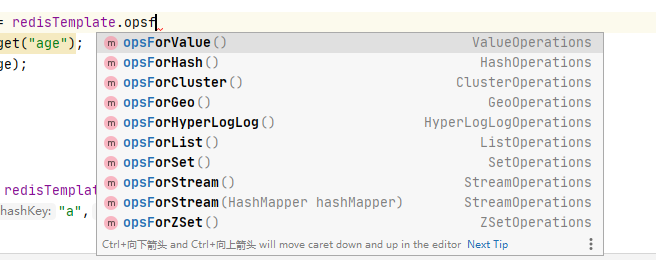 = redisTemplate.opsf
get("age");
ge);
m opsForValue() ValueOperations
m opsForHash() HashOperations
m opsForCluster() ClusterOperations
m opsForGeo() GeoOperations
m opsForHyperLogLog() HyperLogLogOperations
m opsForList() ListOperations
m opsForSet() SetOperations
m opsForStream() StreamOperations
m opsForStream(HashMapper hashMapper) StreamOperations
m opsForZSet() ZSetOperations
redisTempla
hashKey: "a",
Ctrl+向下箭头 and Ctrl+向上箭头 will move caret down and up in the editor Next Tip